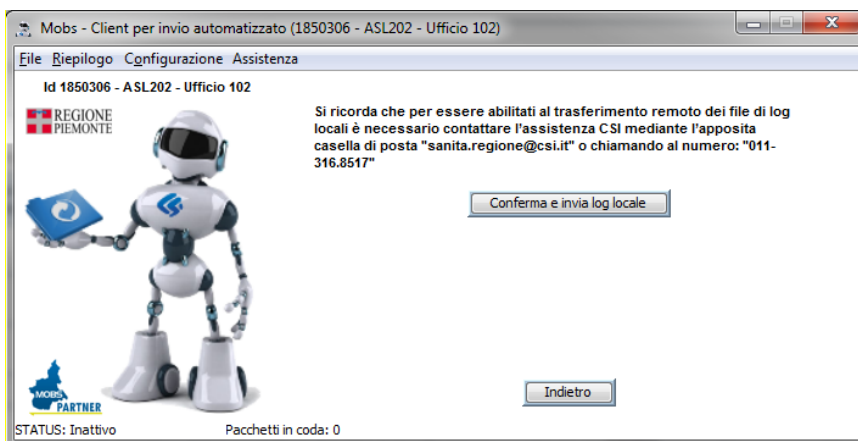 Mobs - Client per invio automatizzato (1850306 - ASL202 - Ufficio 102)
File Riepilogo Configurazione Assistenza
Id 1850306 - ASL202 - Ufficio 102
REGIONE
PIEMONTE
Si ricorda che per essere abilitati al trasferimento remoto dei file di log
locali è necessario contattare l'assistenza CSI mediante l'apposita
casella di posta "sanita.regione@csi.it" o chiamando al numero: "011-
316.8517"
Conferma e invia log locale
MOBS
PARTNER
Indietro
STATUS: Inattivo Pacchetti in coda: 0